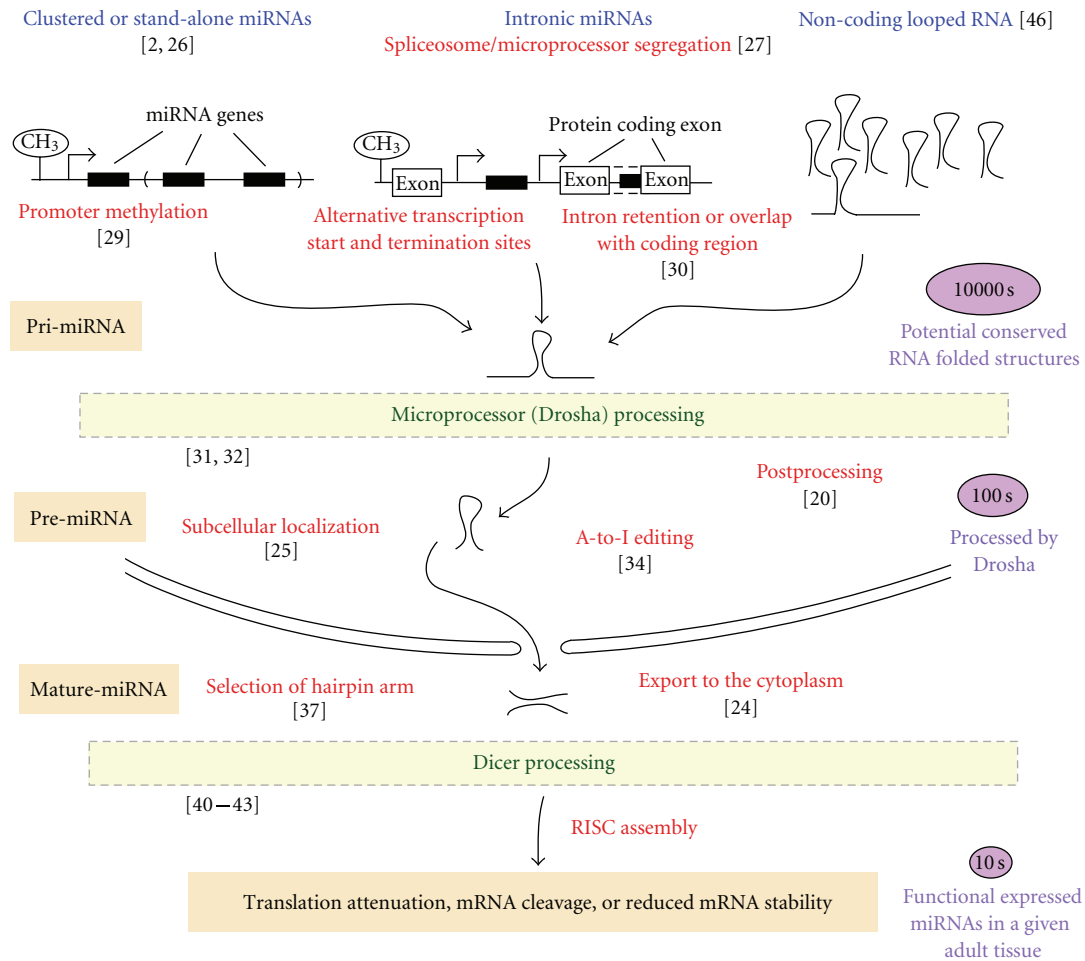 Clustered or stand-alone miRNAs
[2, 26]
Intronic miRNAs
Spliceosome/microprocessor segregation [27]
Non-coding looped RNA [46]
miRNA genes
CH3
Promoter methylation
[29]
Protein coding exon
CH3
Exon
Exon
Exon
Alternative transcription
start and termination sites
Intron retention or overlap
with coding region
[30]
Pri-miRNA
10000 s
Potential conserved
RNA folded structures
Microprocessor (Drosha) processing
[31, 32]
Postprocessing
[20]
Pre-miRNA
Subcellular localization
[25]
A-to-I editing
[34]
100 s
Processed by
Drosha
Mature-miRNA
Selection of hairpin arm
[37]
Export to the cytoplasm
[24]
Dicer processing
[40–43]
RISC assembly
Translation attenuation, mRNA cleavage, or reduced mRNA stability
10 s
Functional expressed
miRNAs in a given
adult tissue